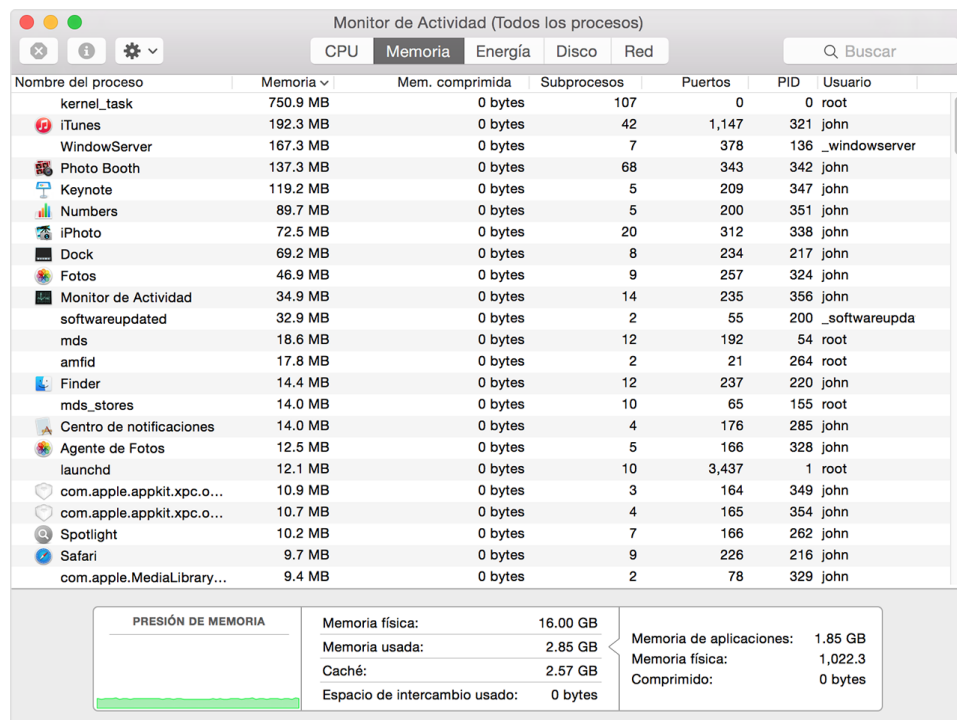 Monitor de Actividad (Todos los procesos)
CPU Memoria Energía Disco Red Buscar
Nombre del proceso Memoria Mem. comprimida Subprocesos Puertos PID Usuario
kernel_task 750.9 MB 0 bytes 107 0 0 root
iTunes 192.3 MB 0 bytes 42 1,147 321 john
WindowServer 167.3 MB 0 bytes 7 378 136 _windowserver
Photo Booth 137.3 MB 0 bytes 68 343 342 john
Keynote 119.2 MB 0 bytes 5 209 347 john
Numbers 89.7 MB 0 bytes 5 200 351 john
iPhoto 72.5 MB 0 bytes 20 312 338 john
Dock 69.2 MB 0 bytes 8 234 217 john
Fotos 46.9 MB 0 bytes 9 257 324 john
Monitor de Actividad 34.9 MB 0 bytes 14 235 356 john
softwareupdated 32.9 MB 0 bytes 2 55 200 _softwareupda
mds 18.6 MB 0 bytes 12 192 54 root
amfid 17.8 MB 0 bytes 2 21 264 root
Finder 14.4 MB 0 bytes 12 237 220 john
mds_stores 14.0 MB 0 bytes 10 65 155 root
Centro de notificaciones 14.0 MB 0 bytes 4 176 285 john
Agente de Fotos 12.5 MB 0 bytes 5 166 328 john
launchd 12.1 MB 0 bytes 10 3,437 1 root
com.apple.appkit.xpc.o... 10.9 MB 0 bytes 3 164 349 john
com.apple.appkit.xpc.o... 10.7 MB 0 bytes 4 165 354 john
Spotlight 10.2 MB 0 bytes 7 166 262 john
Safari 9.7 MB 0 bytes 9 226 216 john
com.apple.MediaLibrary... 9.4 MB 0 bytes 2 78 329 john
PRESIÓN DE MEMORIA
Memoria física: 16.00 GB
Memoria usada: 2.85 GB
Caché: 2.57 GB
Espacio de intercambio usado: 0 bytes
Memoria de aplicaciones: 1.85 GB
Memoria física: 1,022.3
Comprimido: 0 bytes